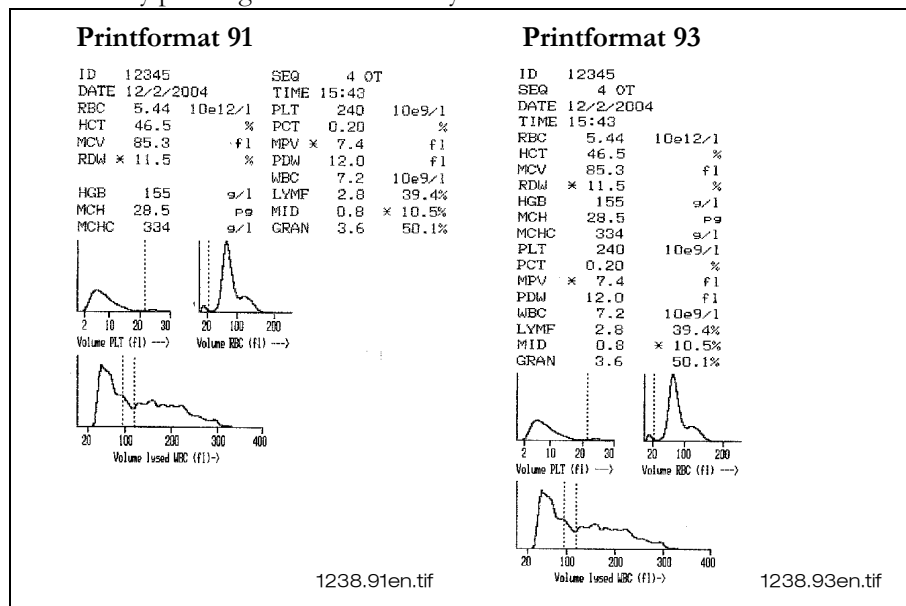 Printformat 91
ID 12345 SEQ 4 OT
DATE 12/2/2004 TIME 15:43
RBC 5.44 10e12/l PLT 240 10e9/l
HCT 46.5 % PCT 0.20 %
MCV 85.3 fl MPV * 7.4 fl
RDW * 11.5 % PDW 12.0 fl
WBC 7.2 10e9/l
HGB 155 g/l LYMF 2.8 39.4%
MCH 28.5 pg MID 0.8 * 10.5%
MCHC 334 g/l GRAN 3.6 50.1%
2 10 20 30 20 100 200
Volume PLT (fl) ---> Volume RBC (fl) --->
20 100 200 300 400
Volume lysed WBC (fl)->
1238.91en.tif
Printformat 93
ID 12345
SEQ 4 OT
DATE 12/2/2004
TIME 15:43
RBC 5.44 10e12/l
HCT 46.5 %
MCV 85.3 fl
RDW * 11.5 %
HGB 155 g/l
MCH 28.5 pg
MCHC 334 g/l
PLT 240 10e9/l
PCT 0.20 %
MPV * 7.4 fl
PDW 12.0 fl
WBC 7.2 10e9/l
LYMF 2.8 39.4%
MID 0.8 * 10.5%
GRAN 3.6 50.1%
2 10 20 30 20 100 200
Volume PLT (fl) ---> Volume RBC (fl) --->
20 100 200 300 400
Volume lysed WBC (fl)->
1238.93en.tif